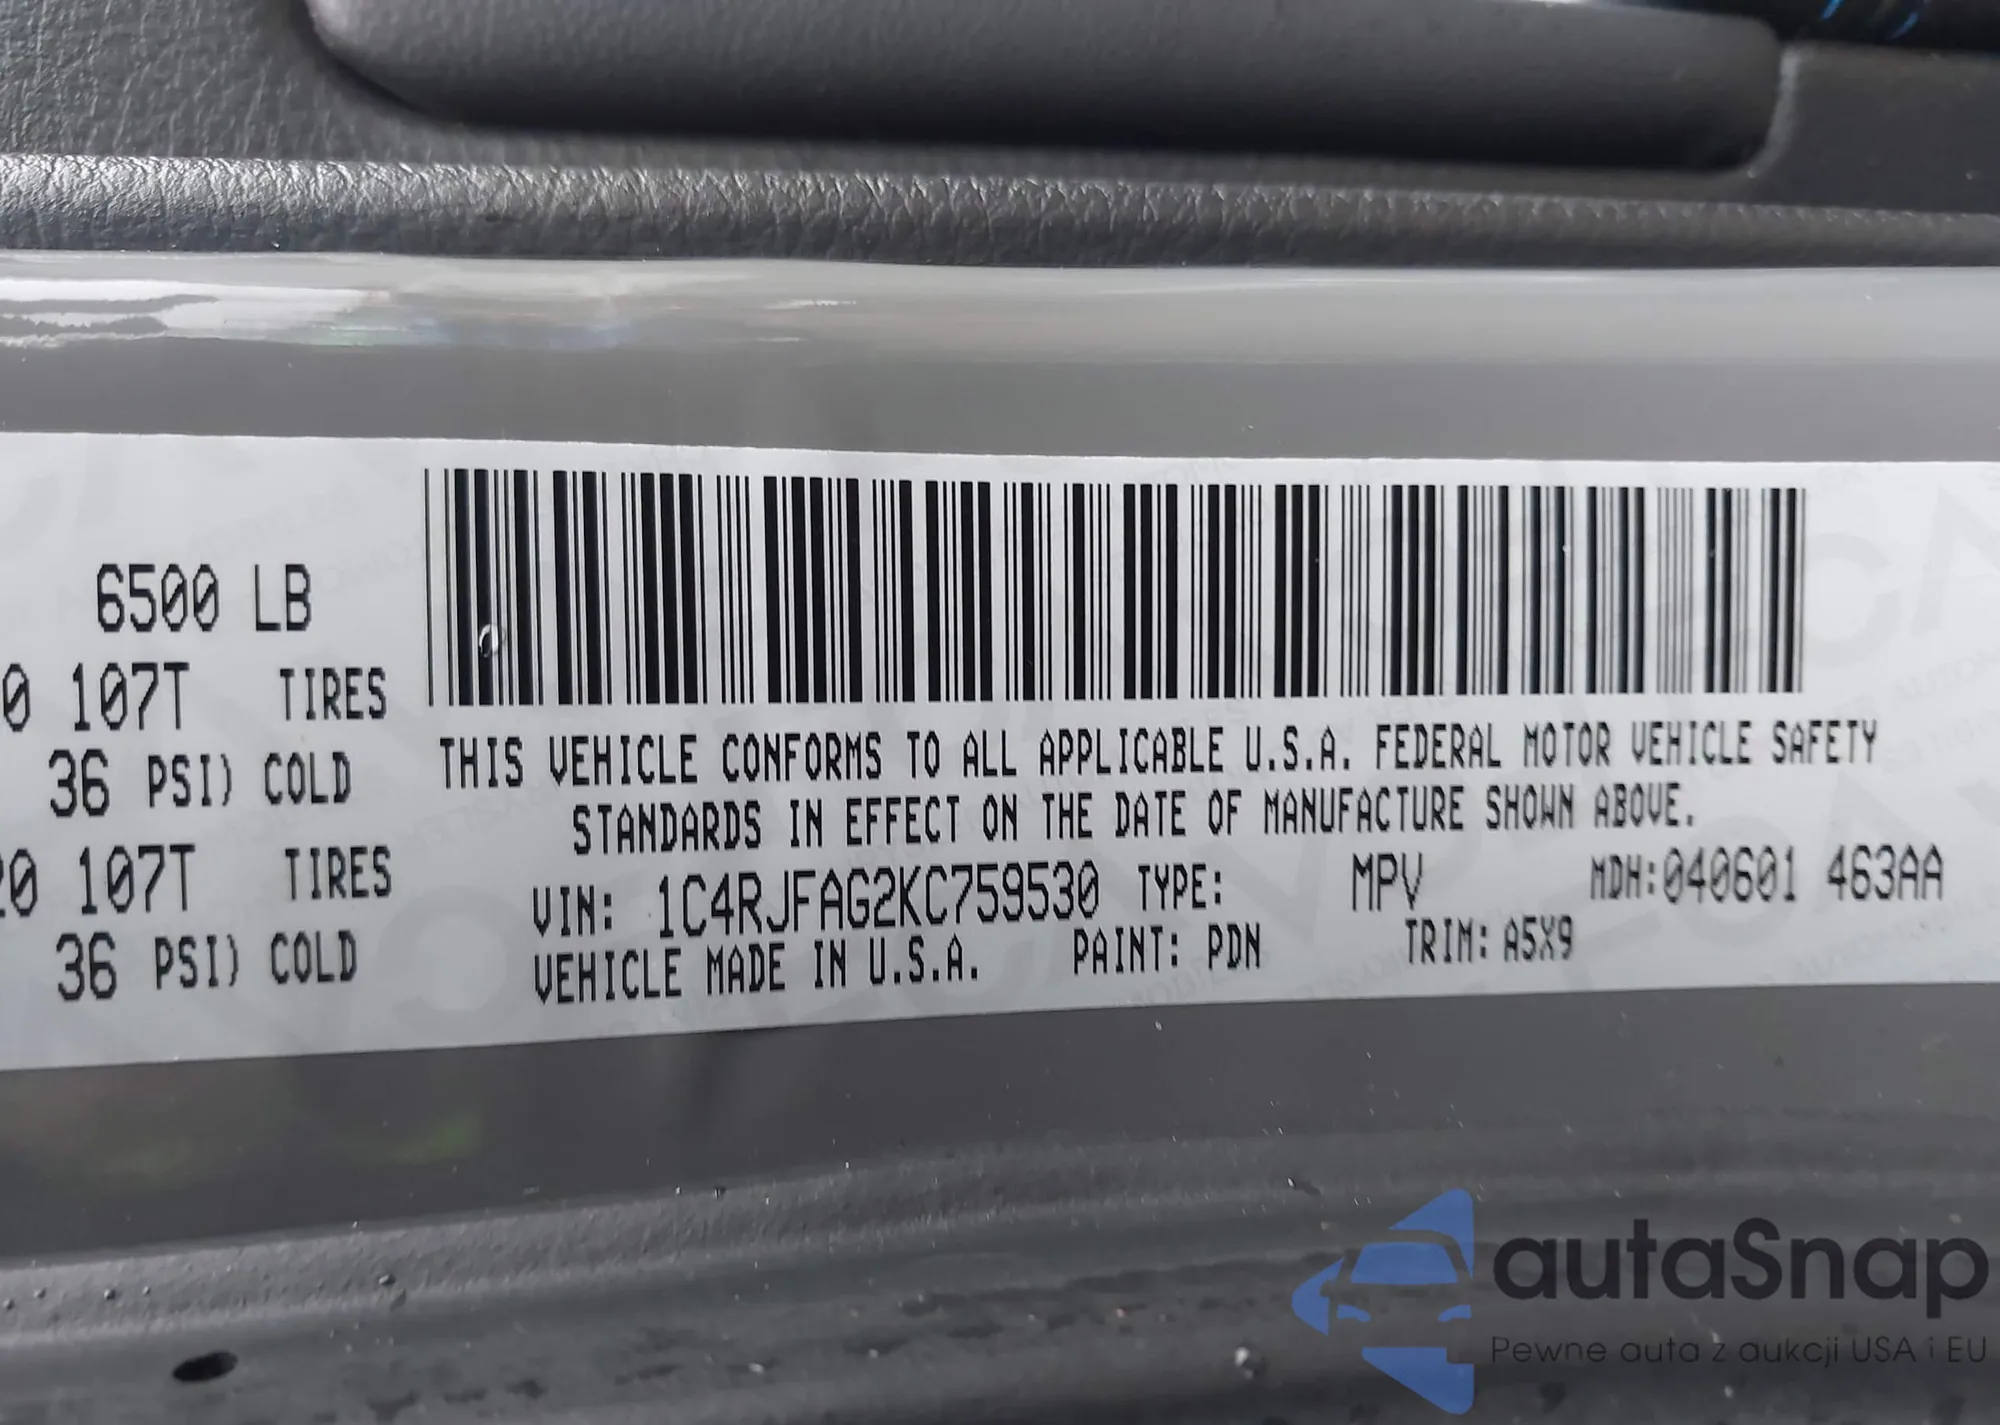 6500 LB
0 107T TIRES
36 PSI) COLD
20 107T TIRES
36 PSI) COLD
THIS VEHICLE CONFORMS TO ALL APPLICABLE U.S.A. FEDERAL MOTOR VEHICLE SAFETY
STANDARDS IN EFFECT ON THE DATE OF MANUFACTURE SHOWN ABOVE.
VIN: 1C4RJFAG2KC759530 TYPE: MPV MDH:040601 463AA
VEHICLE MADE IN U.S.A. PAINT: PDN TRIM: A5X9
autaSnap
Pewne auta z aukcji USA i EU